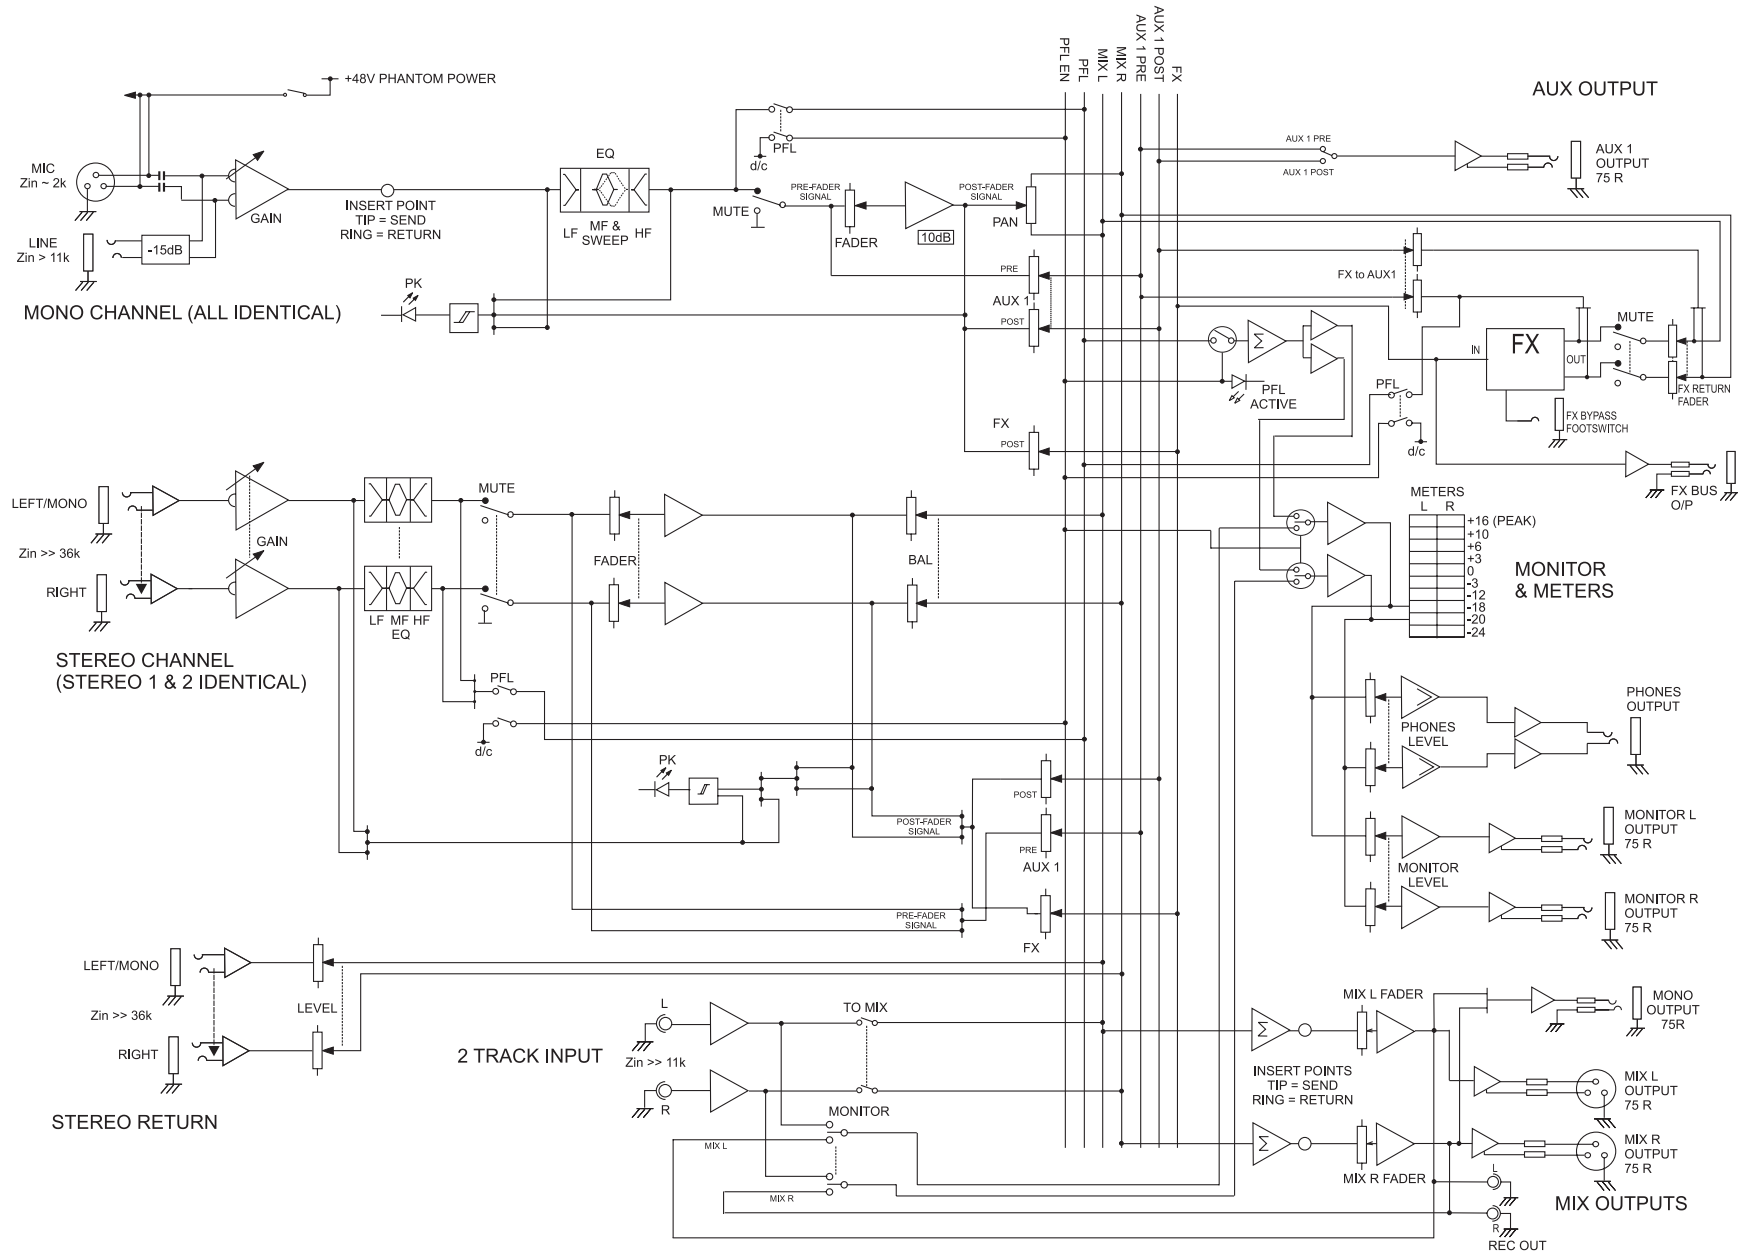 +48V PHANTOM POWER
MIC
Zin ~ 2k
GAIN
LINE
Zin > 11k
-15dB
INSERT POINT
TIP = SEND
RING = RETURN
EQ
LF
MF &
SWEEP
HF
PK
MONO CHANNEL (ALL IDENTICAL)
PFL
d/c
MUTE
PRE-FADER
SIGNAL
FADER
10dB
POST-FADER
SIGNAL
PAN
PRE
AUX 1
POST
FX
POST
PFL EN
PFL
MIX L
MIX R
AUX 1 PRE
AUX 1 POST
FX
AUX OUTPUT
AUX 1 PRE
AUX 1 POST
AUX 1
OUTPUT
75 R
FX to AUX1
IN
FX
OUT
MUTE
FX RETURN
FADER
FX BYPASS
FOOTSWITCH
PFL
d/c
PFL
ACTIVE
FX BUS
O/P
LEFT/MONO
Zin >> 36k
RIGHT
GAIN
LF MF HF
EQ
MUTE
FADER
BAL
STEREO CHANNEL
(STEREO 1 & 2 IDENTICAL)
PFL
d/c
PK
POST-FADER
SIGNAL
PRE-FADER
SIGNAL
POST
PRE
AUX 1
FX
METERS
L R
+16 (PEAK)
+10
+6
+3
0
-3
-12
-18
-20
-24
MONITOR
& METERS
PHONES
LEVEL
PHONES
OUTPUT
MONITOR
LEVEL
MONITOR L
OUTPUT
75 R
MONITOR R
OUTPUT
75 R
LEFT/MONO
Zin >> 36k
RIGHT
LEVEL
STEREO RETURN
2 TRACK INPUT
L
Zin >> 11k
R
TO MIX
MONITOR
MIX L
MIX R
INSERT POINTS
TIP = SEND
RING = RETURN
MIX L FADER
MIX R FADER
MONO
OUTPUT
75R
MIX L
OUTPUT
75 R
MIX R
OUTPUT
75 R
L
R
REC OUT
MIX OUTPUTS